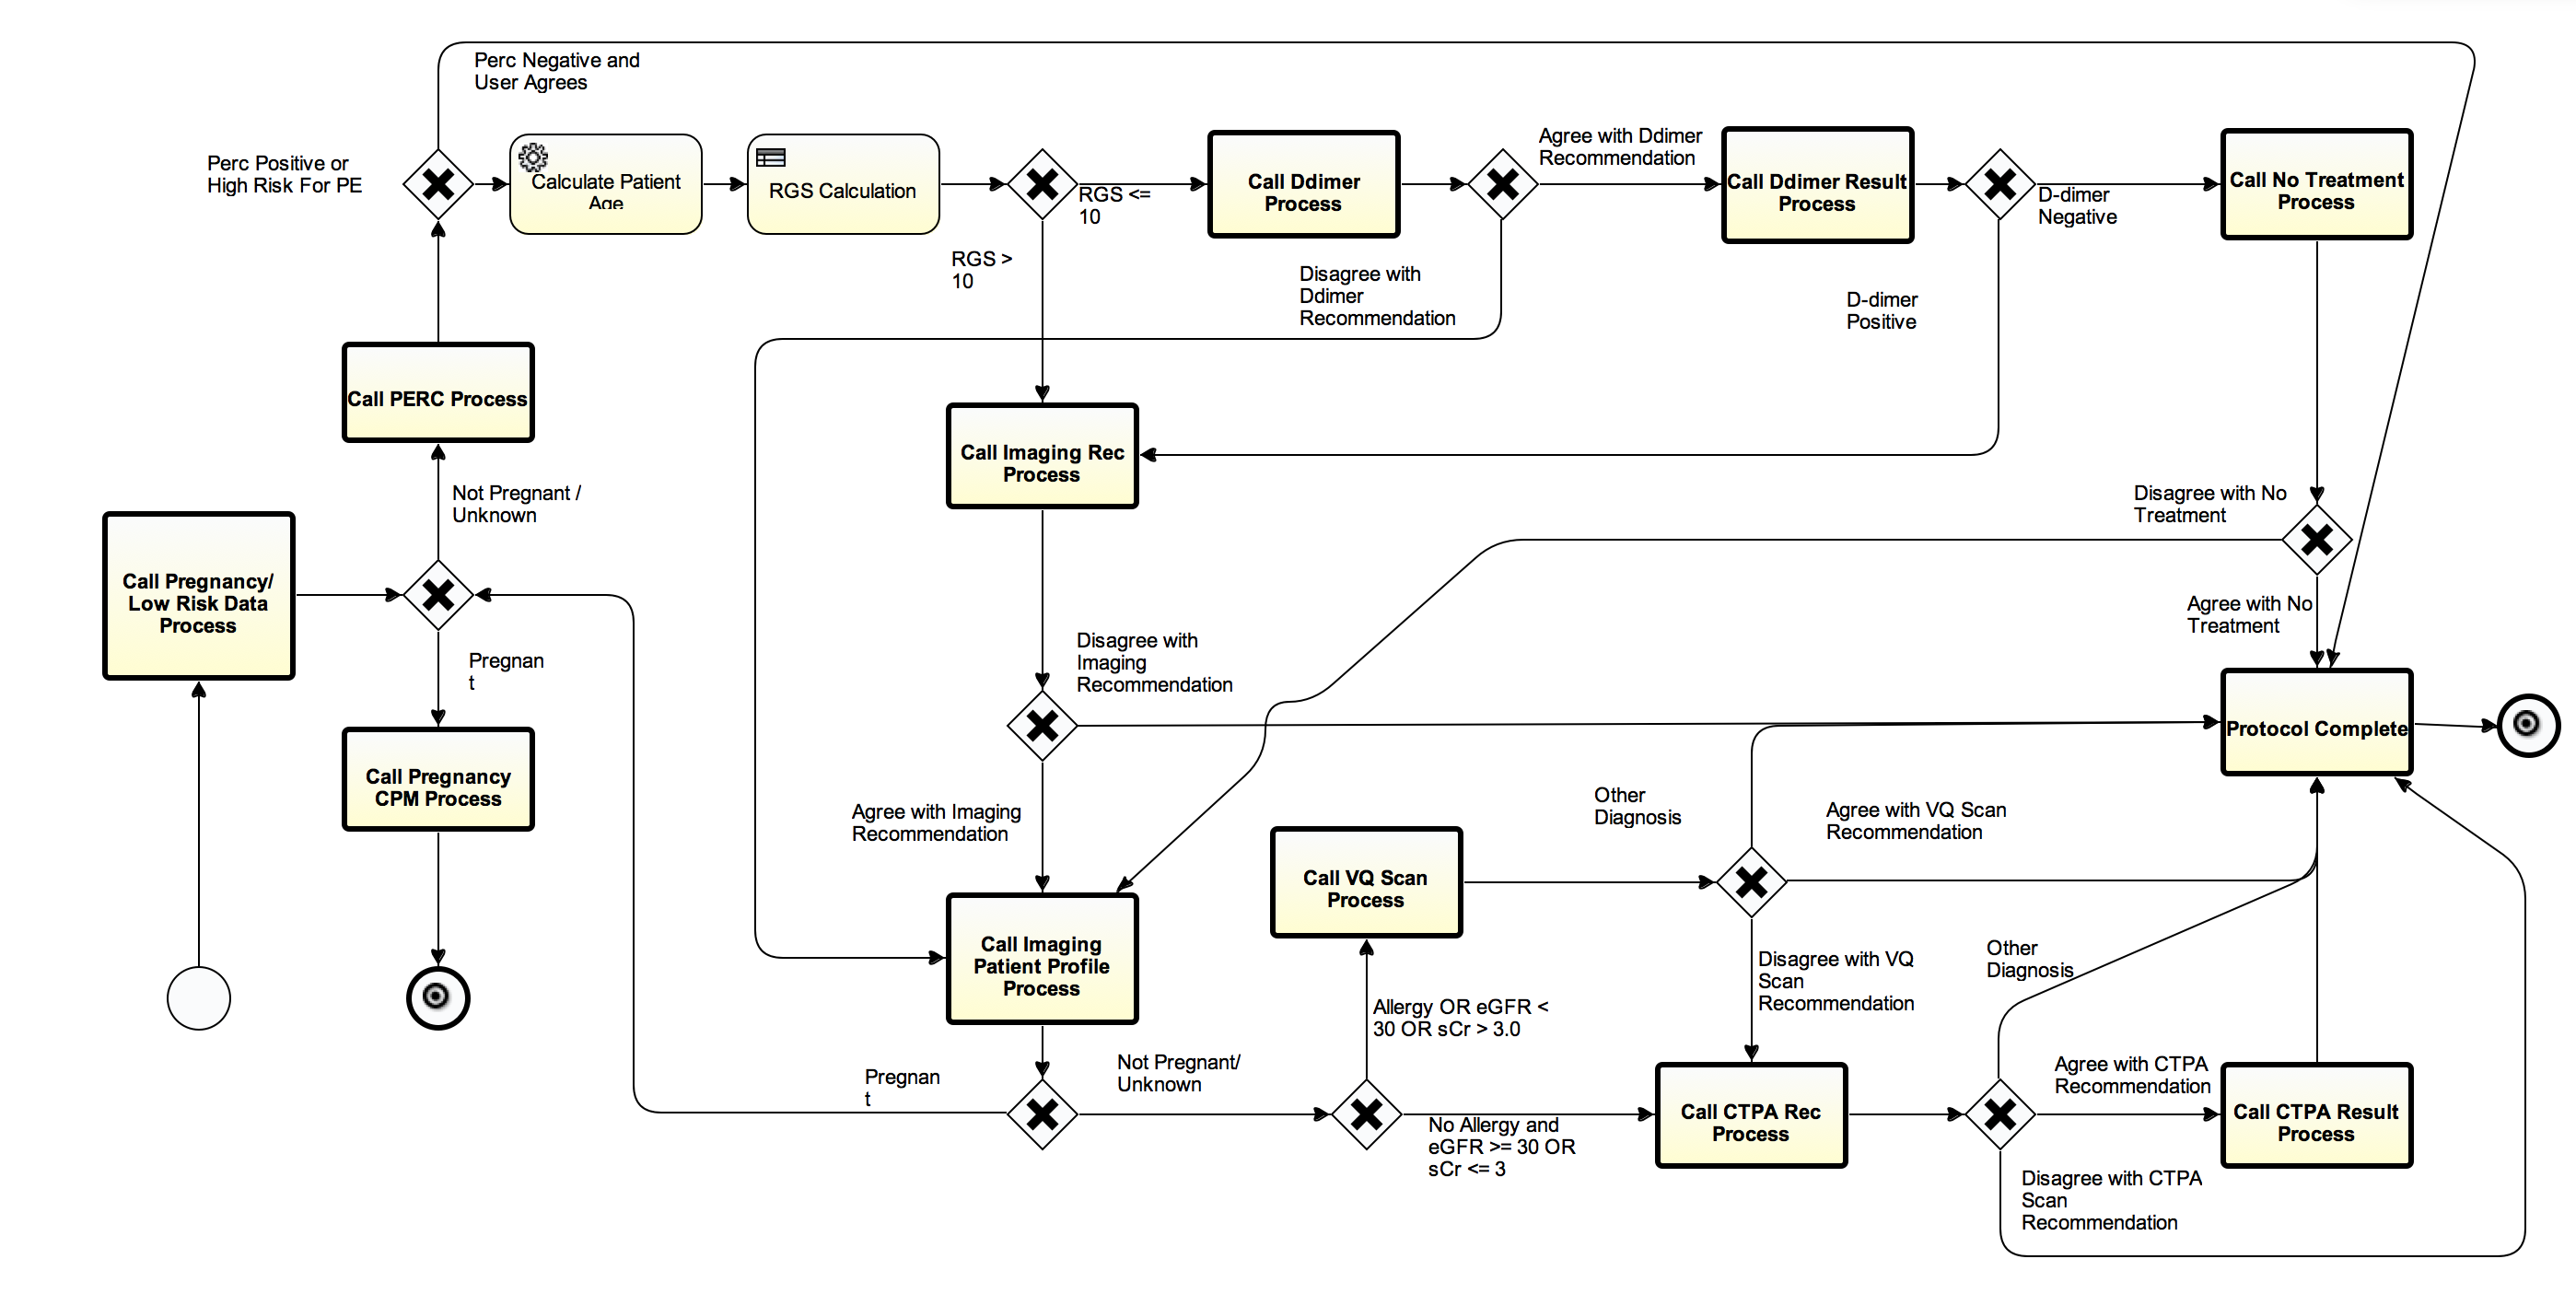 Perc Negative and
User Agrees
Perc Positive or
High Risk For PE
Calculate Patient
Age
RGS Calculation
RGS <=
10
RGS >
10
Call Ddimer
Process
Agree with Ddimer
Recommendation
Disagree with
Ddimer
Recommendation
Call Ddimer Result
Process
D-dimer
Negative
D-dimer
Positive
Call No Treatment
Process
Call PERC Process
Call Imaging Rec
Process
Not Pregnant /
Unknown
Disagree with No
Treatment
Call Pregnancy/
Low Risk Data
Process
Agree with No
Treatment
Pregnan
t
Disagree with
Imaging
Recommendation
Call Pregnancy
CPM Process
Protocol Complete
Agree with Imaging
Recommendation
Other
Diagnosis
Agree with VQ Scan
Recommendation
Call VQ Scan
Process
Call Imaging
Patient Profile
Process
Disagree with VQ
Scan
Recommendation
Other
Diagnosis
Allergy OR eGFR <
30 OR sCr > 3.0
Pregnan
t
Not Pregnant/
Unknown
No Allergy and
eGFR >= 30 OR
sCr <= 3
Call CTPA Rec
Process
Agree with CTPA
Recommendation
Call CTPA Result
Process
Disagree with CTPA
Scan
Recommendation